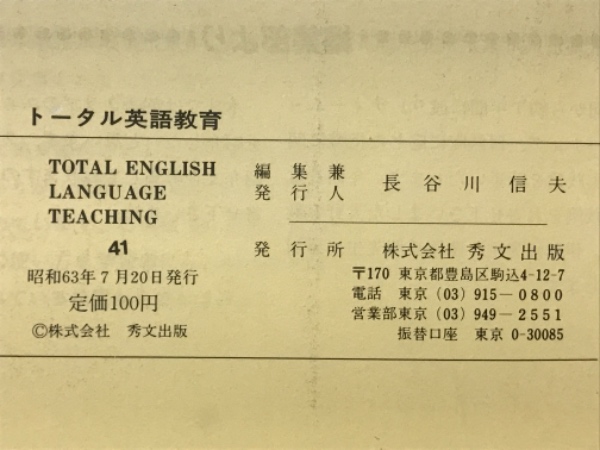 トータル英語教育
TOTAL ENGLISH
LANGUAGE
TEACHING
41
昭和63年7月20日発行
定価100円
©株式会社 秀文出版
編集兼
発行人 長谷川信夫
発行所 株式会社 秀文出版
〒170 東京都豊島区駒込4-12-7
電話 東京(03)915―0800
営業部東京(03)949―2551
振替口座 東京 0-30085